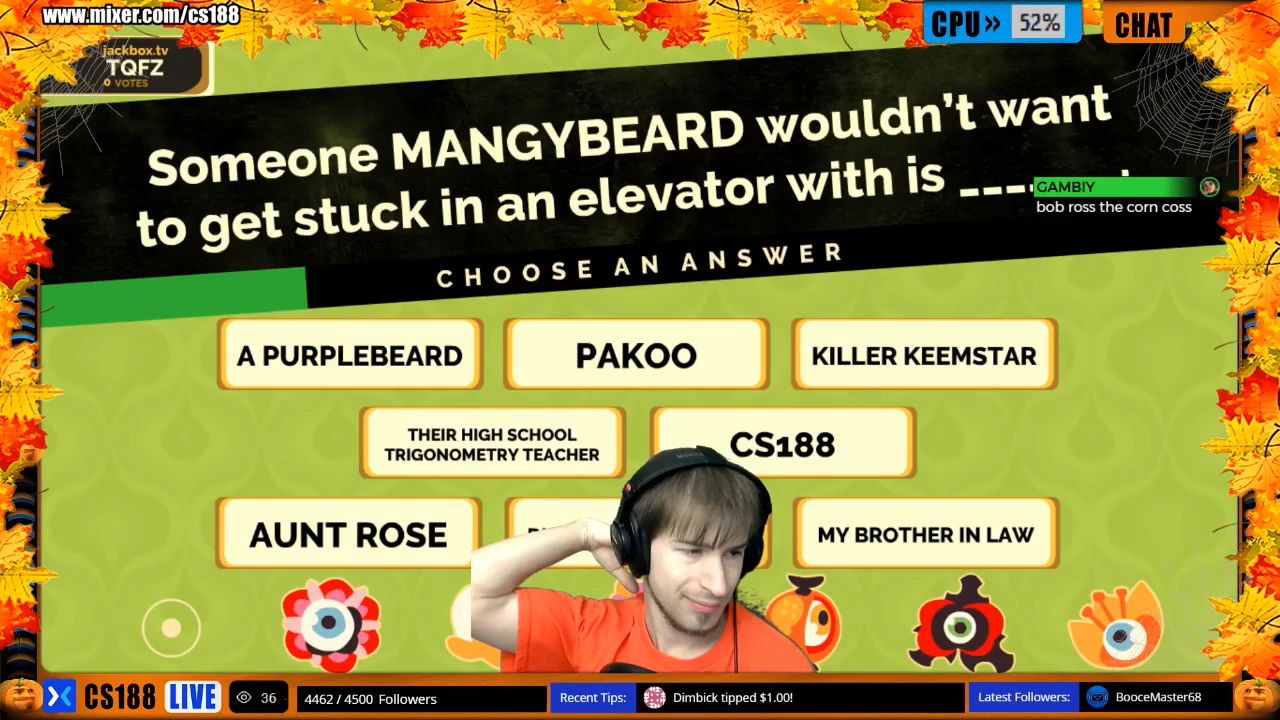 www.mixer.com/cs188
CPU»
52%
CHAT
jackbox.tv
TQFZ
0 VOTES
Someone MANGYBEARD wouldn't want
to get stuck in an elevator with is
GAMBIY
bob ross the corn coss
CHOOSE AN ANSWER
A PURPLEBEARD
PAKOO
KILLER KEEMSTAR
THEIR HIGH SCHOOL
TRIGONOMETRY TEACHER
CS188
AUNT ROSE
MY BROTHER IN LAW
CS188 LIVE
36
4462 / 4500 Followers
Recent Tips:
Dimbick tipped $1.00!
Latest Followers:
BooceMaster68